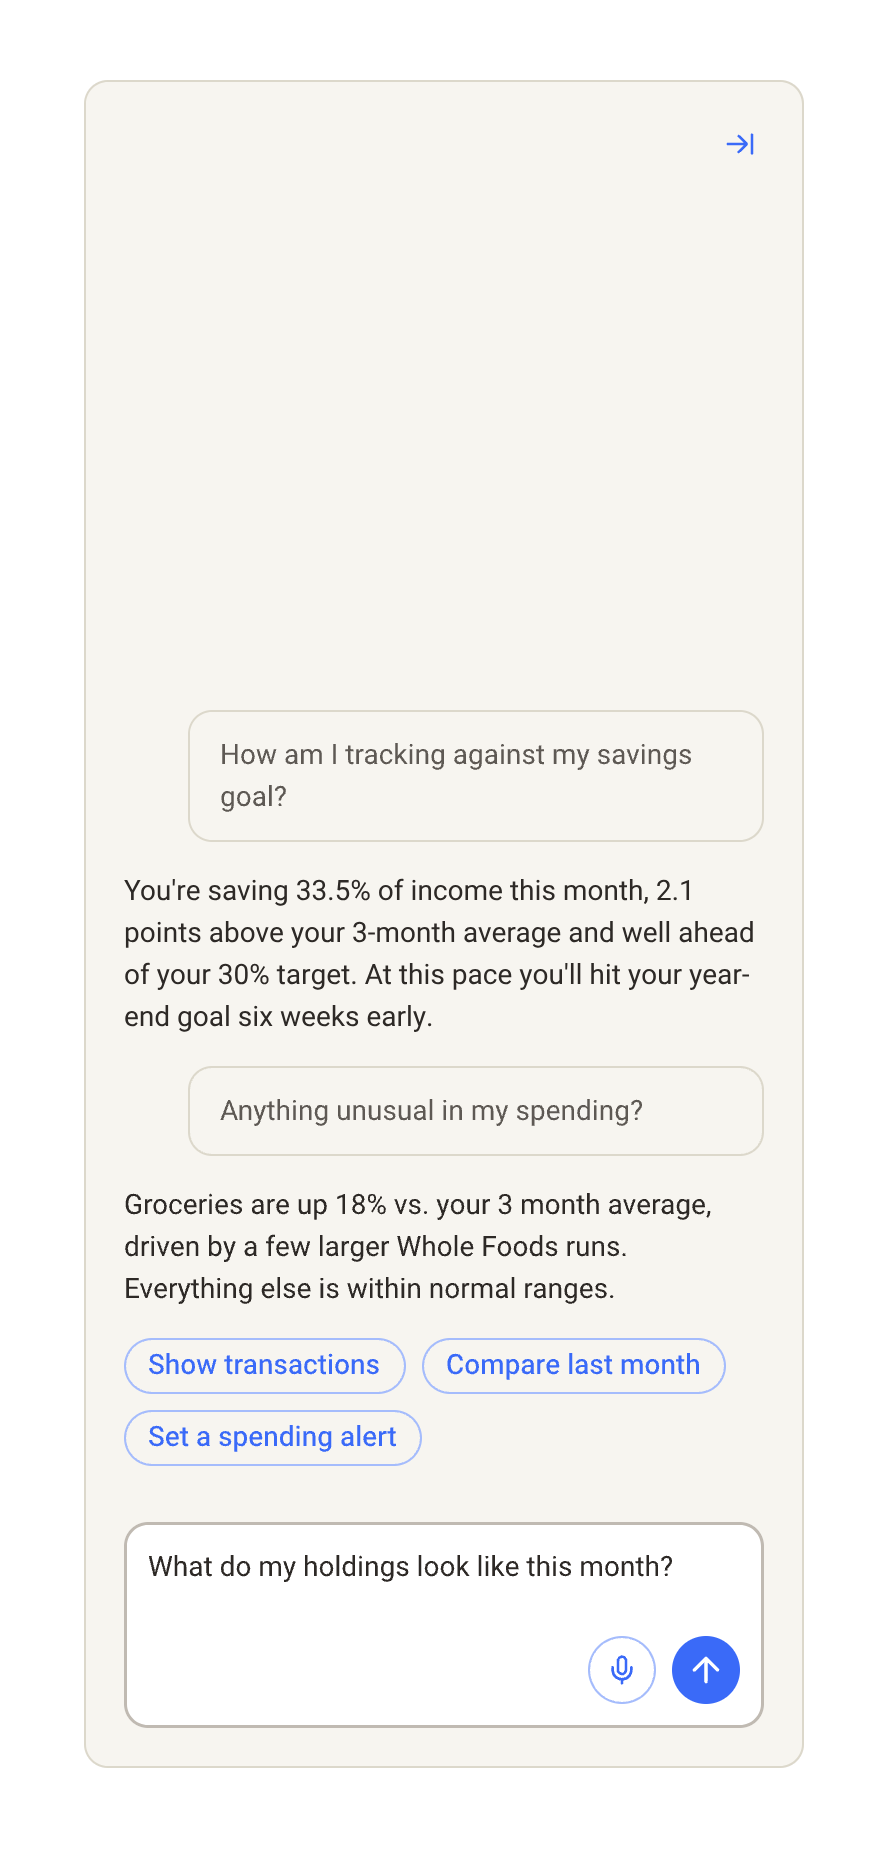 How am I tracking against my savings
goal?
You're saving 33.5% of income this month, 2.1
points above your 3-month average and well ahead
of your 30% target. At this pace you'll hit your year-
end goal six weeks early.
Anything unusual in my spending?
Groceries are up 18% vs. your 3 month average,
driven by a few larger Whole Foods runs.
Everything else is within normal ranges.
Show transactions
Compare last month
Set a spending alert
What do my holdings look like this month?